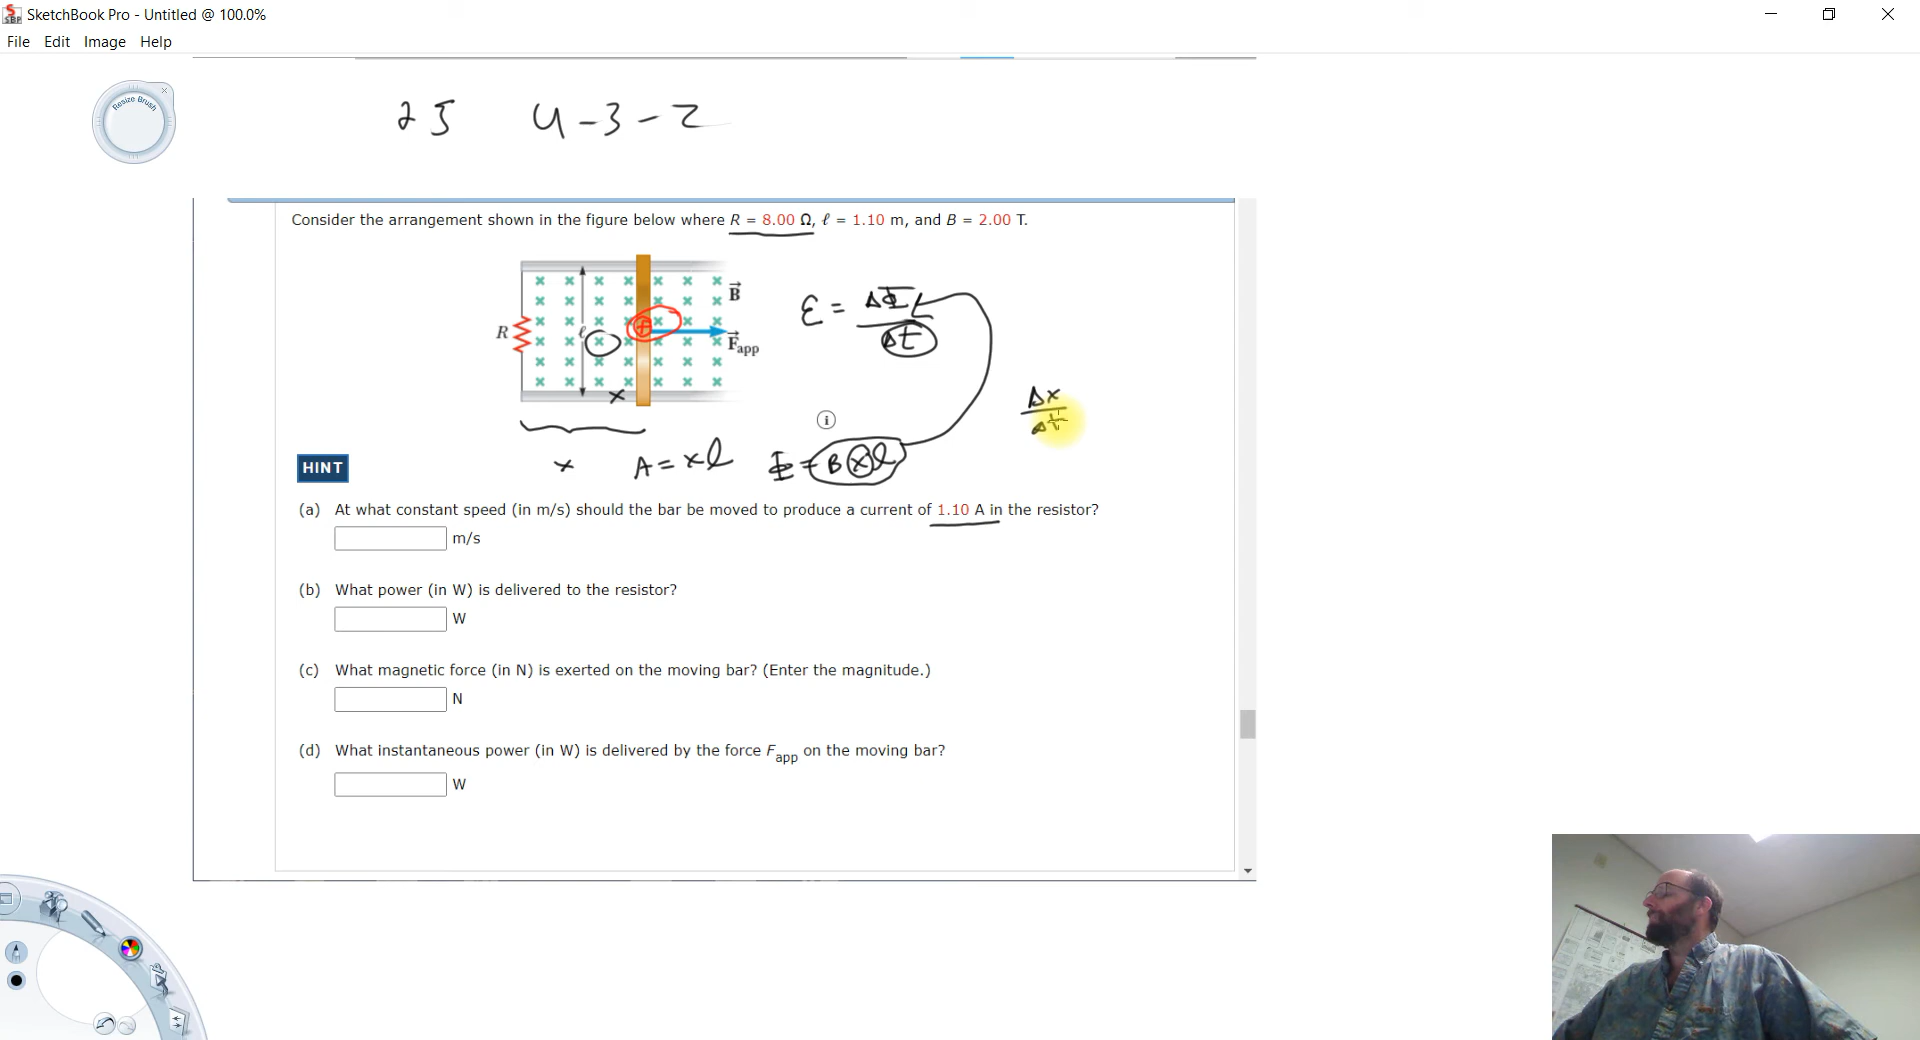 SketchBook Pro - Untitled @ 100.0%
File Edit Image Help
Resize Brush
25 4-3-2
Consider the arrangement shown in the figure below where R = 8.00 Ω, ℓ = 1.10 m, and B = 2.00 T.
B
R
ℓ
F app
x
ε = ΔΦ / Δt
Δx / Δt
x A = xl Φ = Bxl
HINT
(a) At what constant speed (in m/s) should the bar be moved to produce a current of 1.10 A in the resistor?
m/s
(b) What power (in W) is delivered to the resistor?
W
(c) What magnetic force (in N) is exerted on the moving bar? (Enter the magnitude.)
N
(d) What instantaneous power (in W) is delivered by the force Fapp on the moving bar?
W